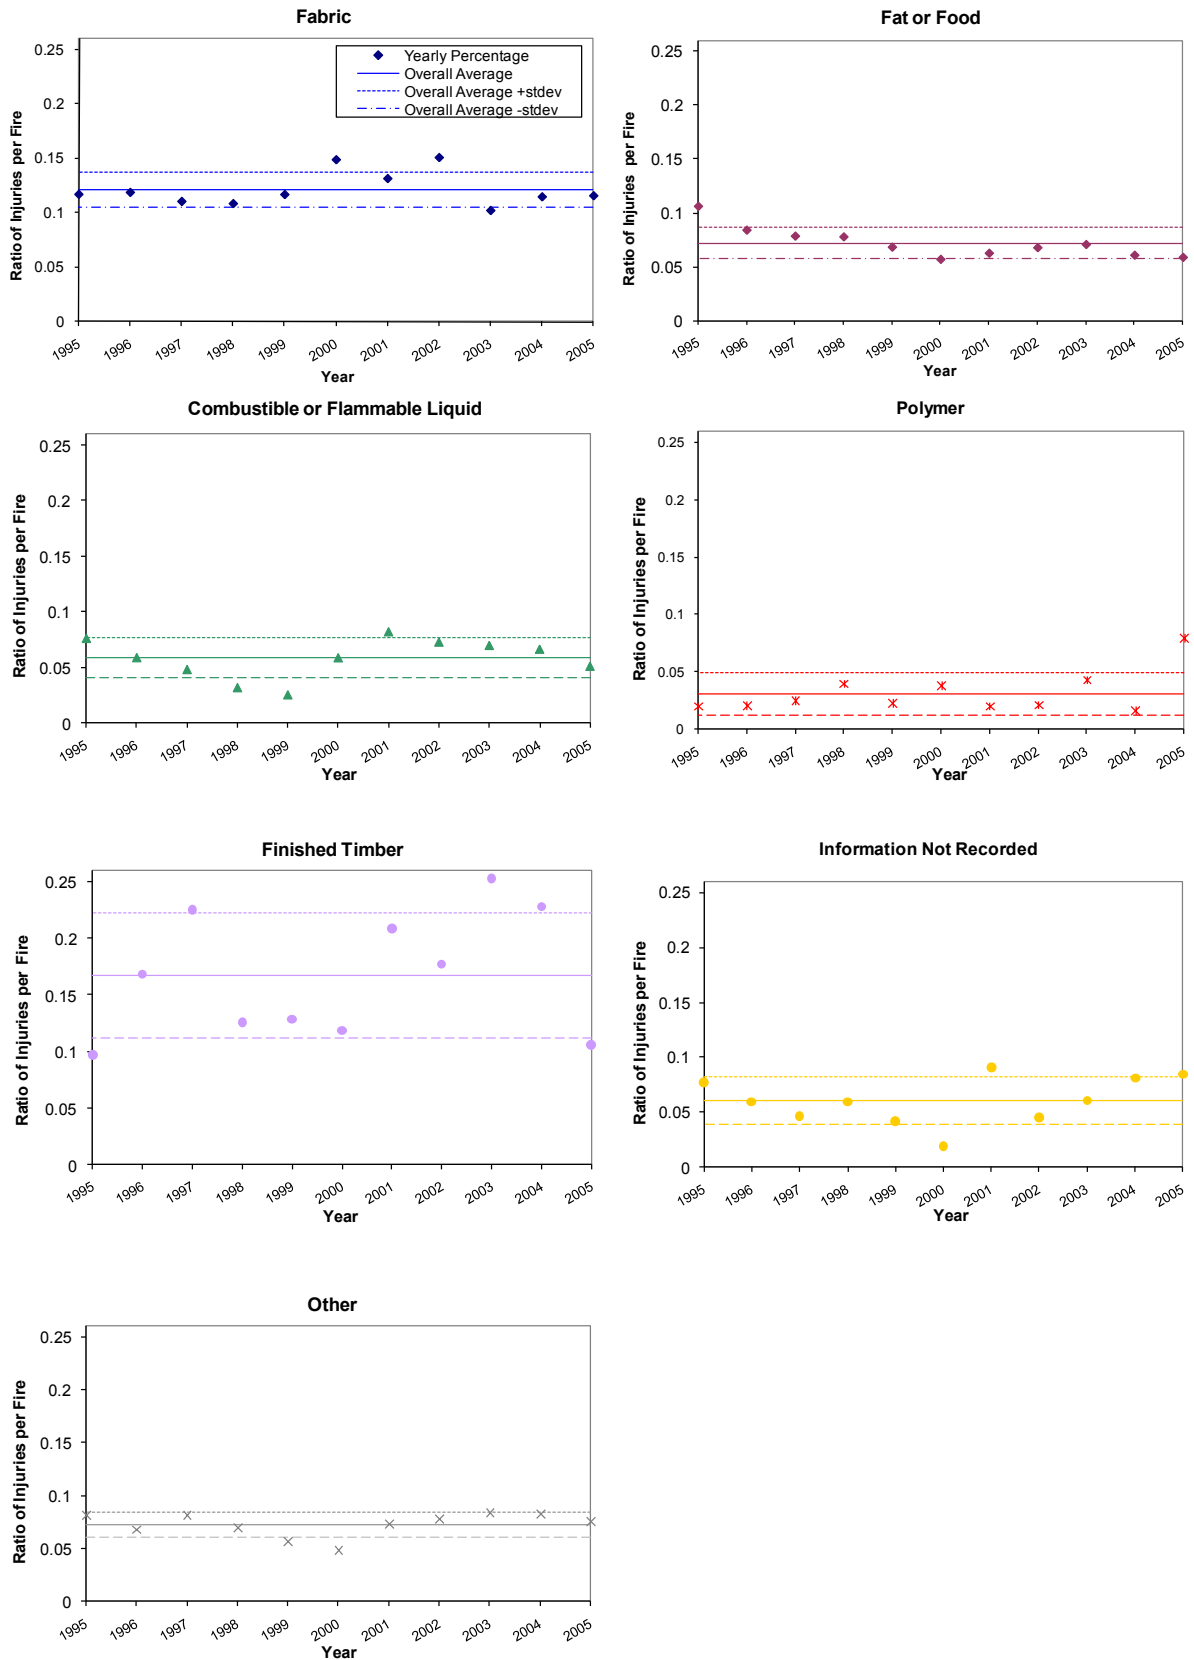 Fabric
Ratio of Injuries per Fire
0.25
0.2
0.15
0.1
0.05
0
Yearly Percentage
Overall Average
Overall Average +stdev
Overall Average -stdev
1995 1996 1997 1998 1999 2000 2001 2002 2003 2004 2005
Year
Fat or Food
Ratio of Injuries per Fire
0.25
0.2
0.15
0.1
0.05
0
1995 1996 1997 1998 1999 2000 2001 2002 2003 2004 2005
Year
Combustible or Flammable Liquid
Ratio of Injuries per Fire
0.25
0.2
0.15
0.1
0.05
0
1995 1996 1997 1998 1999 2000 2001 2002 2003 2004 2005
Year
Polymer
Ratio of Injuries per Fire
0.25
0.2
0.15
0.1
0.05
0
1995 1996 1997 1998 1999 2000 2001 2002 2003 2004 2005
Year
Finished Timber
Ratio of Injuries per Fire
0.25
0.2
0.15
0.1
0.05
0
1995 1996 1997 1998 1999 2000 2001 2002 2003 2004 2005
Year
Information Not Recorded
Ratio of Injuries per Fire
0.25
0.2
0.15
0.1
0.05
0
1995 1996 1997 1998 1999 2000 2001 2002 2003 2004 2005
Year
Other
Ratio of Injuries per Fire
0.25
0.2
0.15
0.1
0.05
0
1995 1996 1997 1998 1999 2000 2001 2002 2003 2004 2005
Year